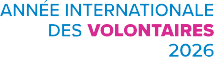 ANNÉE INTERNATIONALE
DES VOLONTAIRES
2026